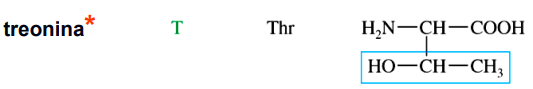 treonina* T Thr H₂N—CH—COOH
HO—CH—CH₃